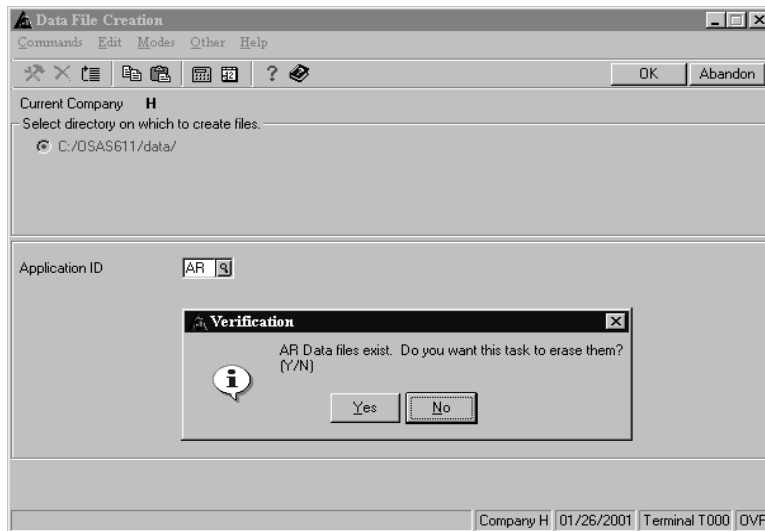 Data File Creation
Commands Edit Modes Other Help
OK Abandon
Current Company H
Select directory on which to create files.
C:/OSAS611/data/
Application ID AR
Verification
AR Data files exist. Do you want this task to erase them?
(Y/N)
Yes No
Company H 01/26/2001 Terminal T000 OVR